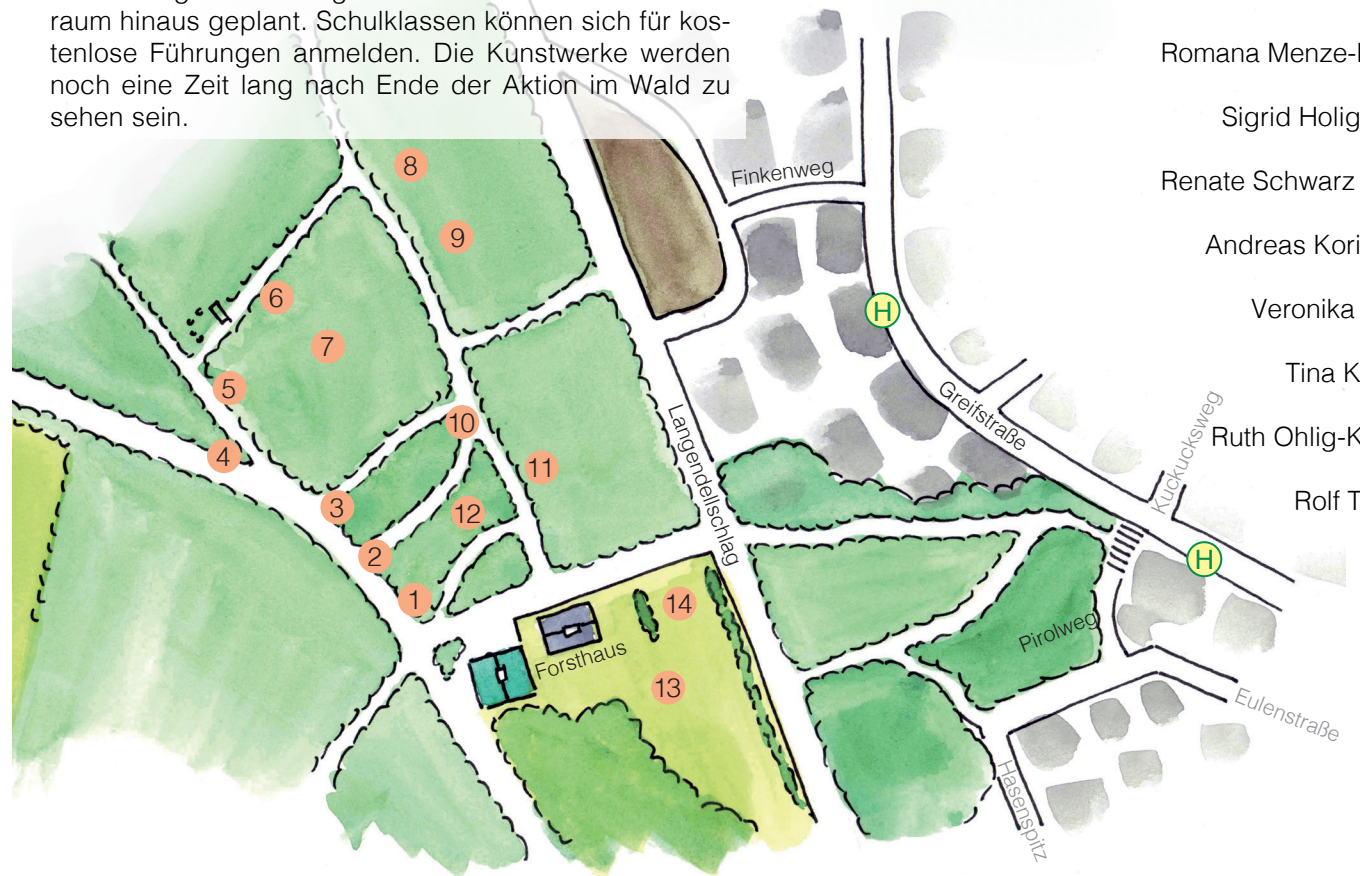 raum hinaus geplant. Schulklassen können sich für kos-
tenlose Führungen anmelden. Die Kunstwerke werden
noch eine Zeit lang nach Ende der Aktion im Wald zu
sehen sein.
Romana Menze-
Sigrid Holig
Renate Schwarz
Andreas Kori
Veronika
Tina K
Ruth Ohlig-K
Rolf T
8
9
6
7
5
4
10
3
11
12
2
1
14
13
Finkenweg
H
Greifstraße
Langendellschlag
Kuckucksweg
H
Forsthaus
Pirolweg
Eulenstraße
Hasenspitz